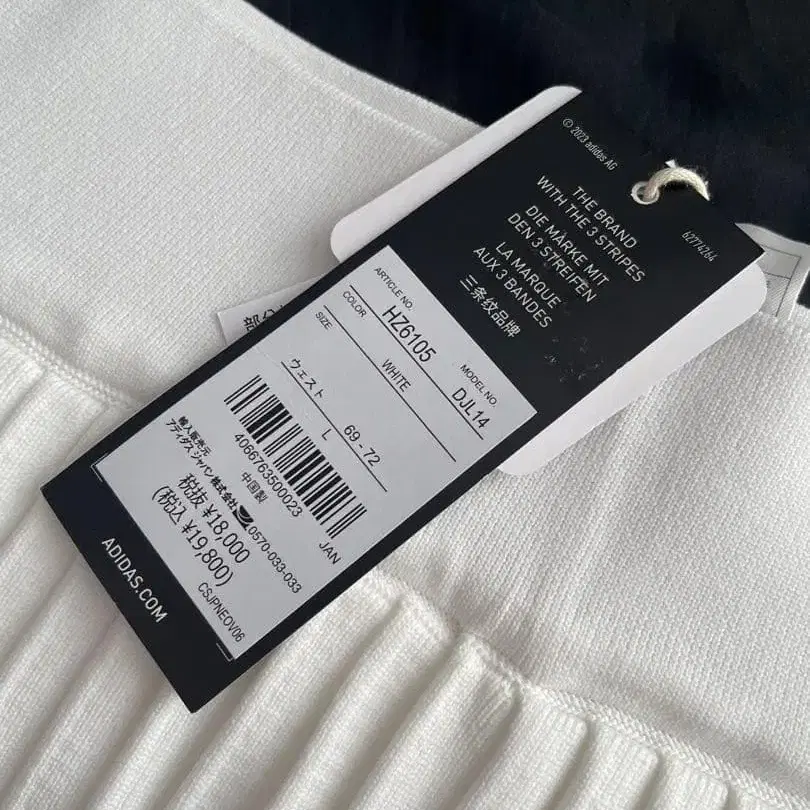 © 2023 adidas AG
62774264
THE BRAND
WITH THE 3 STRIPES
DIE MARKE MIT
DEN 3 STREIFEN
LA MARQUE
AUX 3 BANDES
三条纹品牌
ARTICLE NO.
MODEL NO.
HZ6105
DJL14
COLOR
WHITE
SIZE
ウェスト
69 - 72
L
4066763500023
JAN
輸入販売元
中国製
アディダス ジャパン株式会社
0570-033-033
税抜 ¥18,000
(税込 ¥19,800)
CSJPNEOV06
ADIDAS.COM